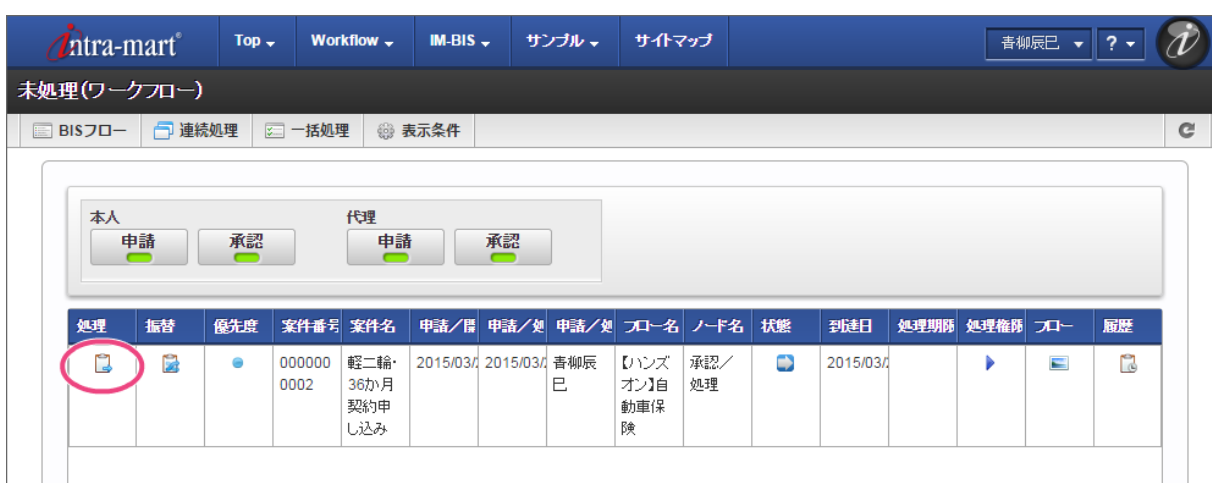 intra-mart® Top Workflow IM-BIS サンプル サイトマップ 青柳辰巳 ?
未処理(ワークフロー)
BISフロー 連続処理 一括処理 表示条件
本人 代理
申請 承認 申請 承認
処理 振替 優先度 案件番号 案件名 申請/開 申請/処 申請/処 フロー名 ノード名 状態 到達日 処理期限 処理権限 フロー 履歴
000000 軽二輪・ 2015/03/ 2015/03/ 青柳辰 【ハンズ 承認/ 2015/03/
0002 36か月 巳 オン】自 処理
契約申 動車保
し込み 険